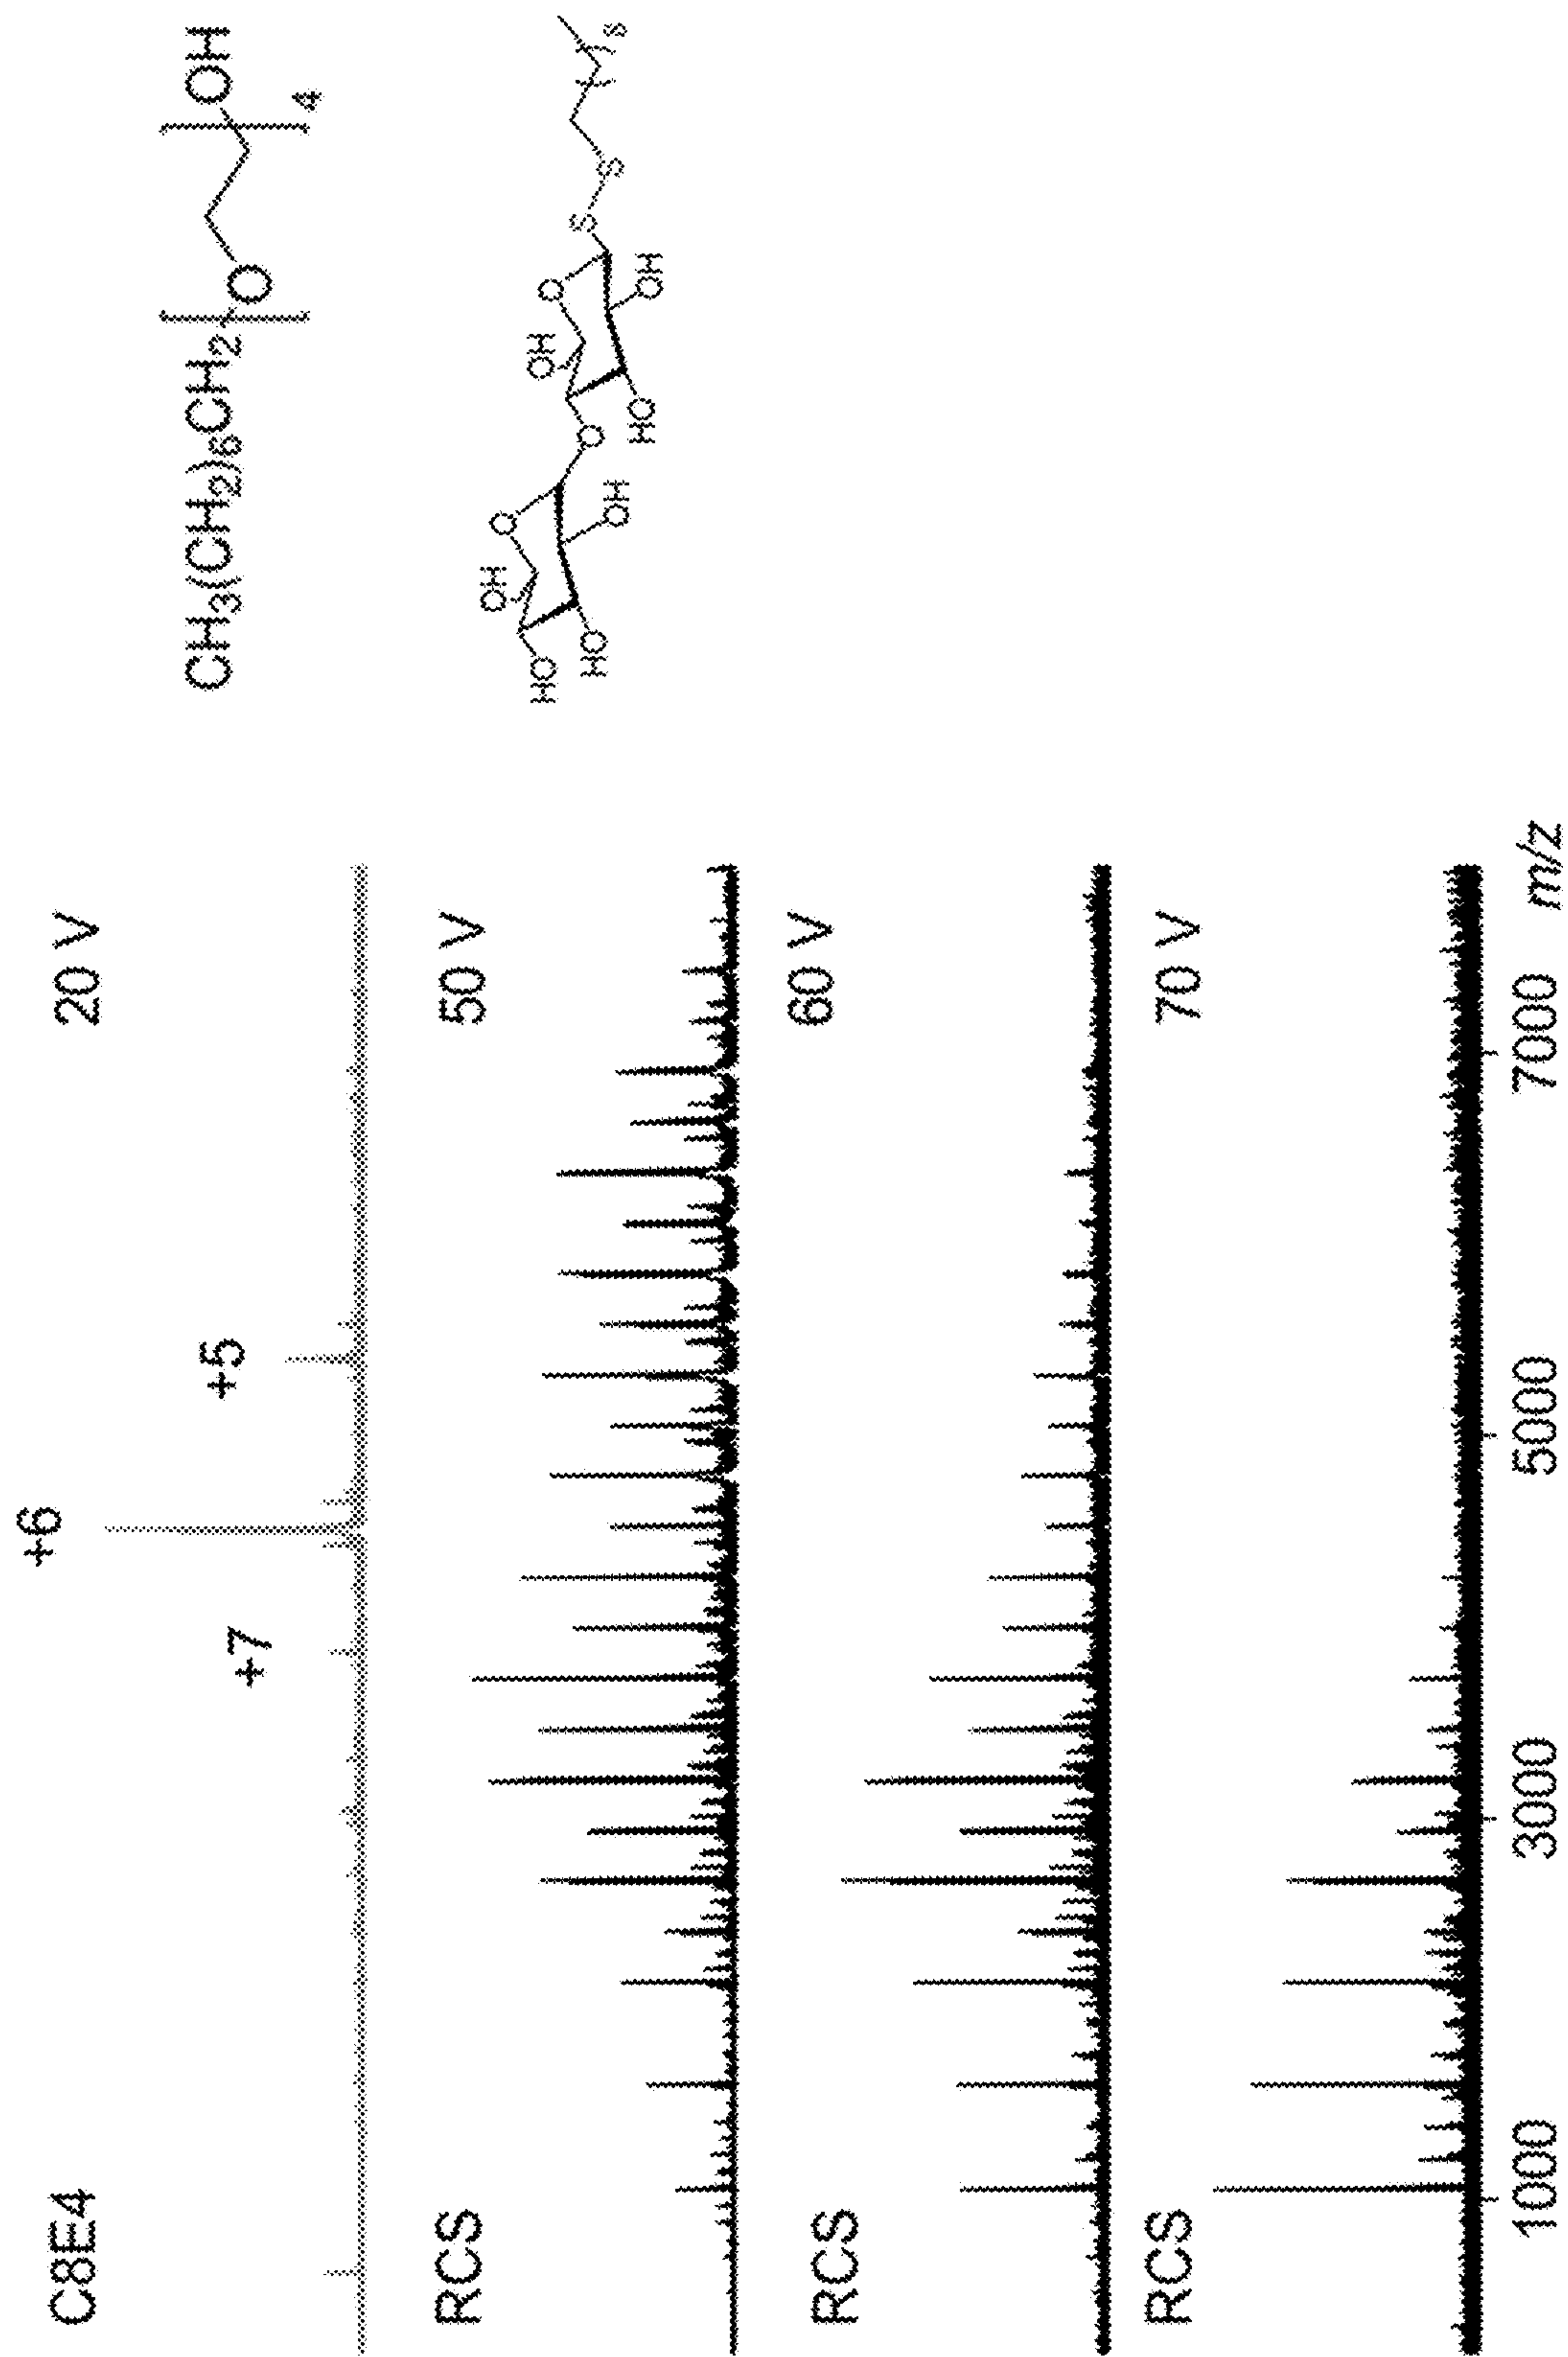 C8E4
20 V
+7
+6
+5
RCS
50 V
RCS
60 V
RCS
70 V
1000 3000 5000 7000 m/z
CH3(CH2)6CH2 O OH
4
OH OH
O O
HO O S S
HO OH HO OH 8